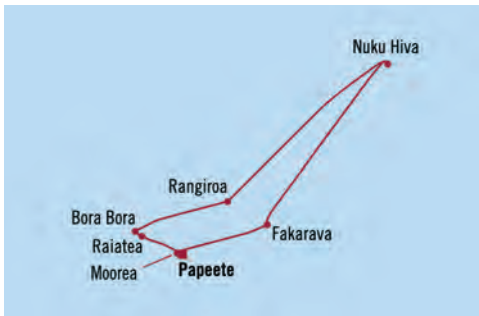 Nuku Hiva
Rangiroa
Bora Bora
Raiatea
Fakarava
Moorea
Papeete